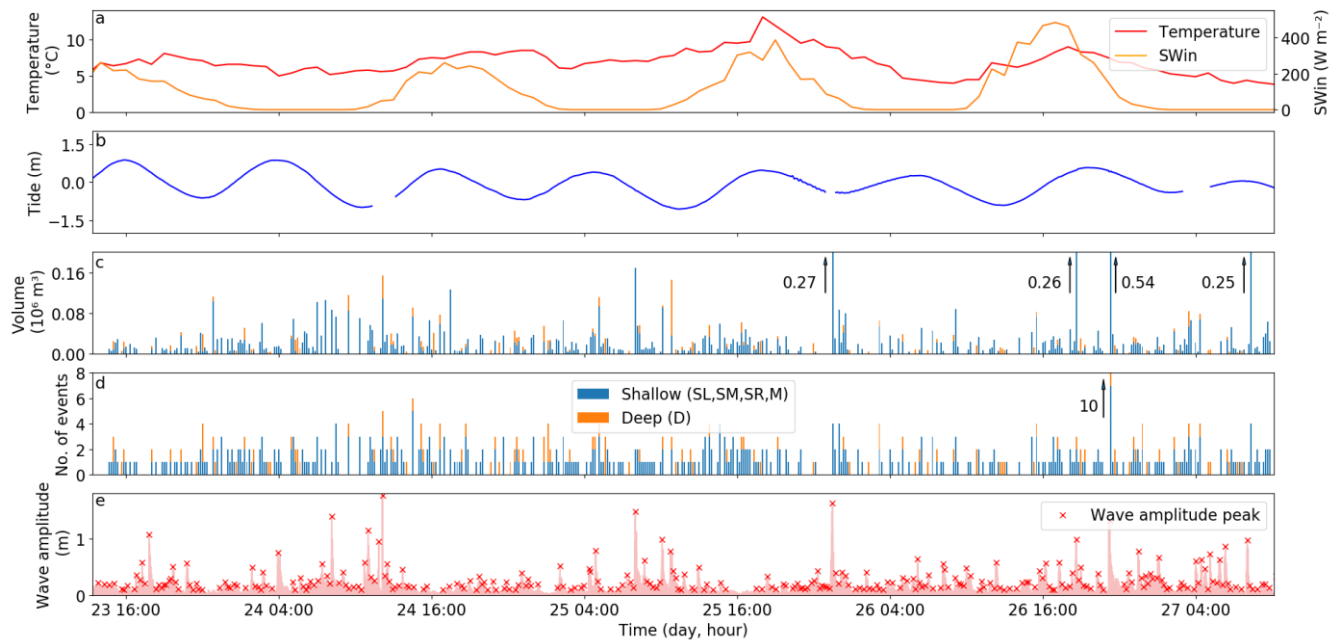 a
Temperature
(°C)
10
5
0
Temperature
SWin
400
200
0
SWin (W m⁻²)
b
Tide (m)
1.5
0.0
−1.5
c
Volume
(10⁶ m³)
0.16
0.08
0.00
0.27
0.26
0.54
0.25
d
No. of events
8
6
4
2
0
Shallow (SL,SM,SR,M)
Deep (D)
10
e
Wave amplitude
(m)
1
0
Wave amplitude peak
23 16:00
24 04:00
24 16:00
25 04:00
25 16:00
26 04:00
26 16:00
27 04:00
Time (day, hour)